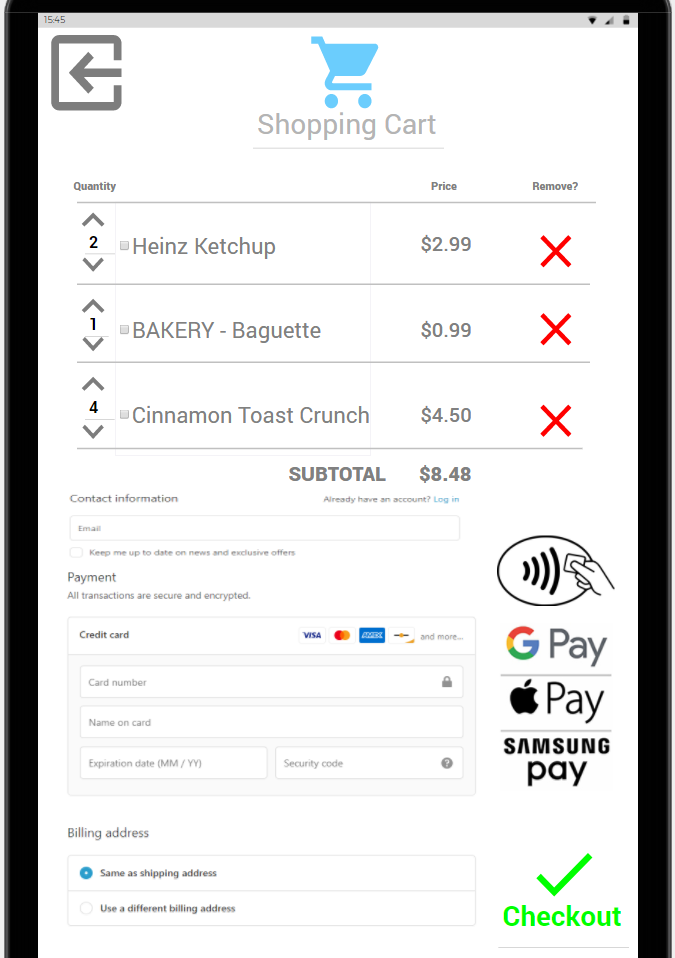 15:45
Shopping Cart
Quantity Price Remove?
2 Heinz Ketchup $2.99
1 BAKERY - Baguette $0.99
4 Cinnamon Toast Crunch $4.50
SUBTOTAL $8.48
Contact information Already have an account? Log in
Email
Keep me up to date on news and exclusive offers
Payment
All transactions are secure and encrypted.
Credit card VISA AMEX and more...
Card number
Name on card
Expiration date (MM / YY) Security code
G Pay
Pay
SAMSUNG
pay
Billing address
Same as shipping address
Use a different billing address
Checkout